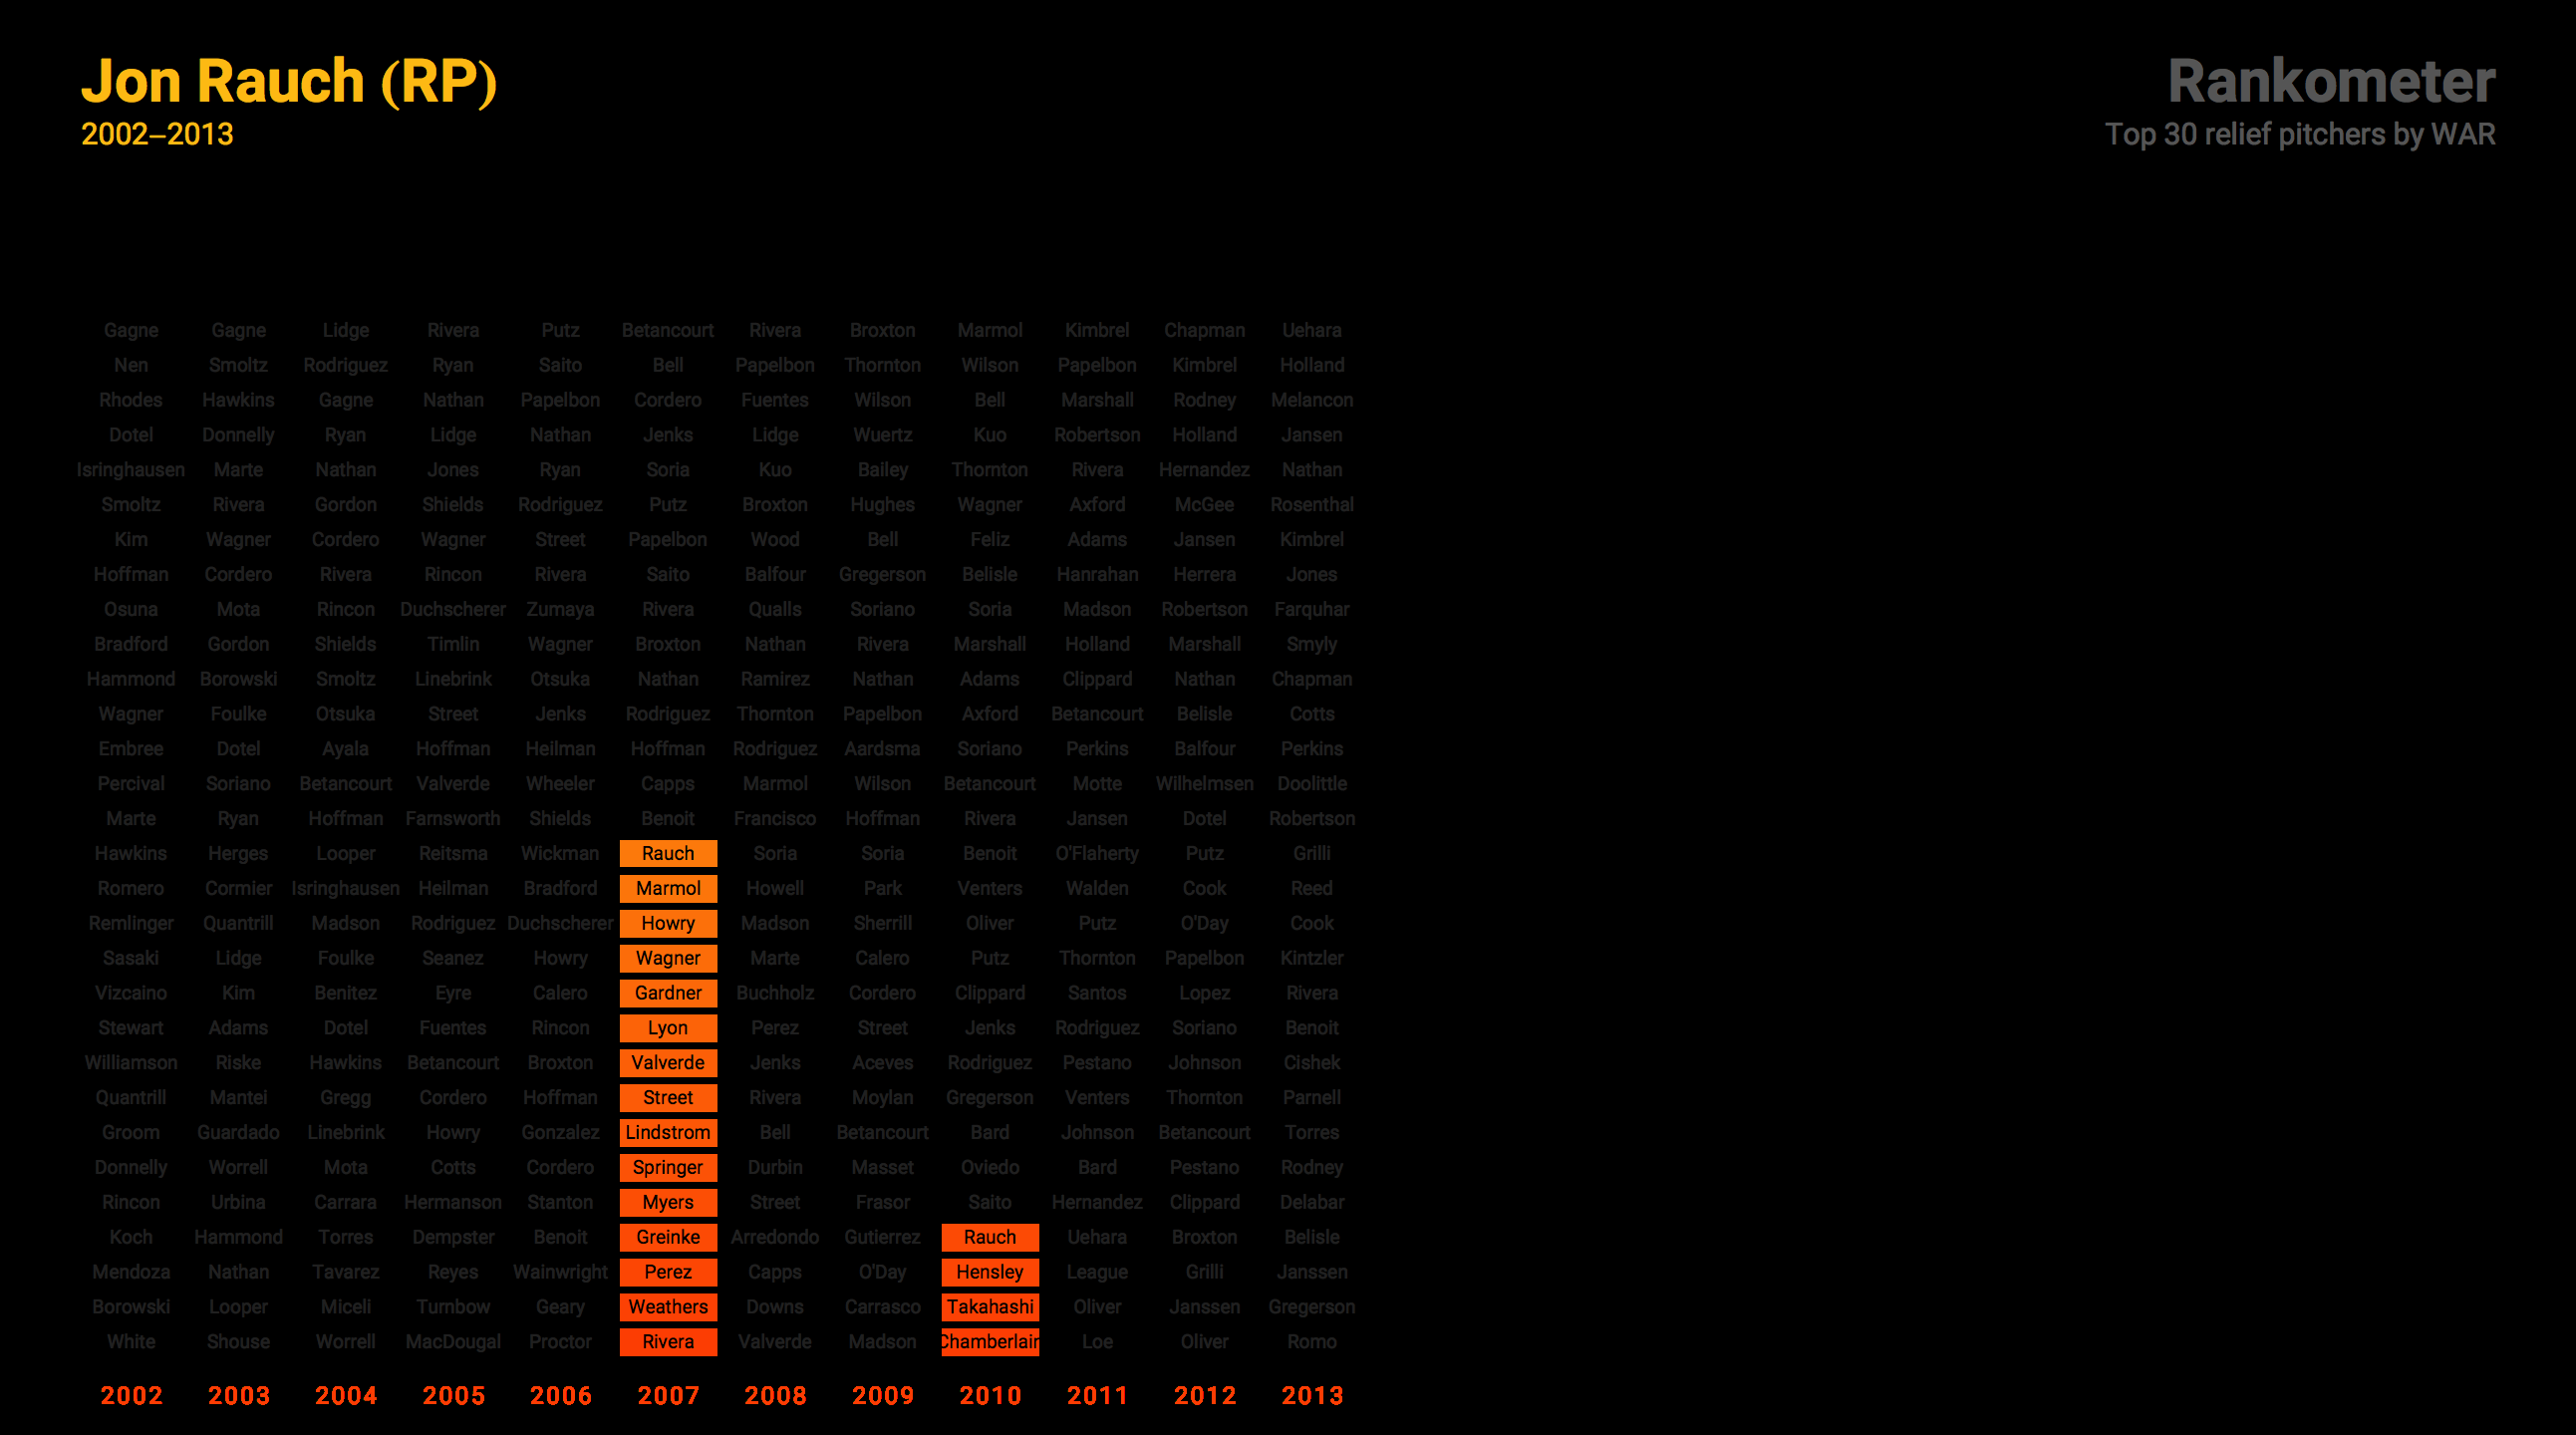 Jon Rauch (RP)
2002–2013
Rankometer
Top 30 relief pitchers by WAR
Gagne Gagne Lidge Rivera Putz Betancourt Rivera Broxton Marmol Kimbrel Chapman Uehara
Nen Smoltz Rodriguez Ryan Saito Bell Papelbon Thornton Wilson Papelbon Kimbrel Holland
Rhodes Hawkins Gagne Nathan Papelbon Cordero Fuentes Wilson Bell Marshall Rodney Melancon
Dotel Donnelly Ryan Lidge Nathan Jenks Lidge Wuertz Kuo Robertson Holland Jansen
Isringhausen Marte Nathan Jones Ryan Soria Kuo Bailey Thornton Rivera Hernandez Nathan
Smoltz Rivera Gordon Shields Rodriguez Putz Broxton Hughes Wagner Axford McGee Rosenthal
Kim Wagner Cordero Wagner Street Papelbon Wood Bell Feliz Adams Jansen Kimbrel
Hoffman Cordero Rivera Rincon Rivera Saito Balfour Gregerson Belisle Hanrahan Herrera Jones
Osuna Mota Rincon Duchscherer Zumaya Rivera Qualls Soriano Soria Madson Robertson Farquhar
Bradford Gordon Shields Timlin Wagner Broxton Nathan Rivera Marshall Holland Marshall Smyly
Hammond Borowski Smoltz Linebrink Otsuka Nathan Ramirez Nathan Adams Clippard Nathan Chapman
Wagner Foulke Otsuka Street Jenks Rodriguez Thornton Papelbon Axford Betancourt Belisle Cotts
Embree Dotel Ayala Hoffman Heilman Hoffman Rodriguez Aardsma Soriano Perkins Balfour Perkins
Percival Soriano Betancourt Valverde Wheeler Capps Marmol Wilson Betancourt Motte Wilhelmsen Doolittle
Marte Ryan Hoffman Farnsworth Shields Benoit Francisco Hoffman Rivera Jansen Dotel Robertson
Hawkins Herges Looper Reitsma Wickman Rauch Soria Soria Benoit O'Flaherty Putz Grilli
Romero Cormier Isringhausen Heilman Bradford Marmol Howell Park Venters Walden Cook Reed
Remlinger Quantrill Madson Rodriguez Duchscherer Howry Madson Sherrill Oliver Putz O'Day Cook
Sasaki Lidge Foulke Seanez Howry Wagner Marte Calero Putz Thornton Papelbon Kintzler
Vizcaino Kim Benitez Eyre Calero Gardner Buchholz Cordero Clippard Santos Lopez Rivera
Stewart Adams Dotel Fuentes Rincon Lyon Perez Street Jenks Rodriguez Soriano Benoit
Williamson Riske Hawkins Betancourt Broxton Valverde Jenks Aceves Rodriguez Pestano Johnson Cishek
Quantrill Mantei Gregg Cordero Hoffman Street Rivera Moylan Gregerson Venters Thornton Parnell
Groom Guardado Linebrink Howry Gonzalez Lindstrom Bell Betancourt Bard Johnson Betancourt Torres
Donnelly Worrell Mota Cotts Cordero Springer Durbin Masset Oviedo Bard Pestano Rodney
Rincon Urbina Carrara Hermanson Stanton Myers Street Frasor Saito Hernandez Clippard Delabar
Koch Hammond Torres Dempster Benoit Greinke Arredondo Gutierrez Rauch Uehara Broxton Belisle
Mendoza Nathan Tavarez Reyes Wainwright Perez Capps O'Day Hensley League Grilli Janssen
Borowski Looper Miceli Turnbow Geary Weathers Downs Carrasco Takahashi Oliver Janssen Gregerson
White Shouse Worrell MacDougal Proctor Rivera Valverde Madson Chamberlain Loe Oliver Romo
2002 2003 2004 2005 2006 2007 2008 2009 2010 2011 2012 2013